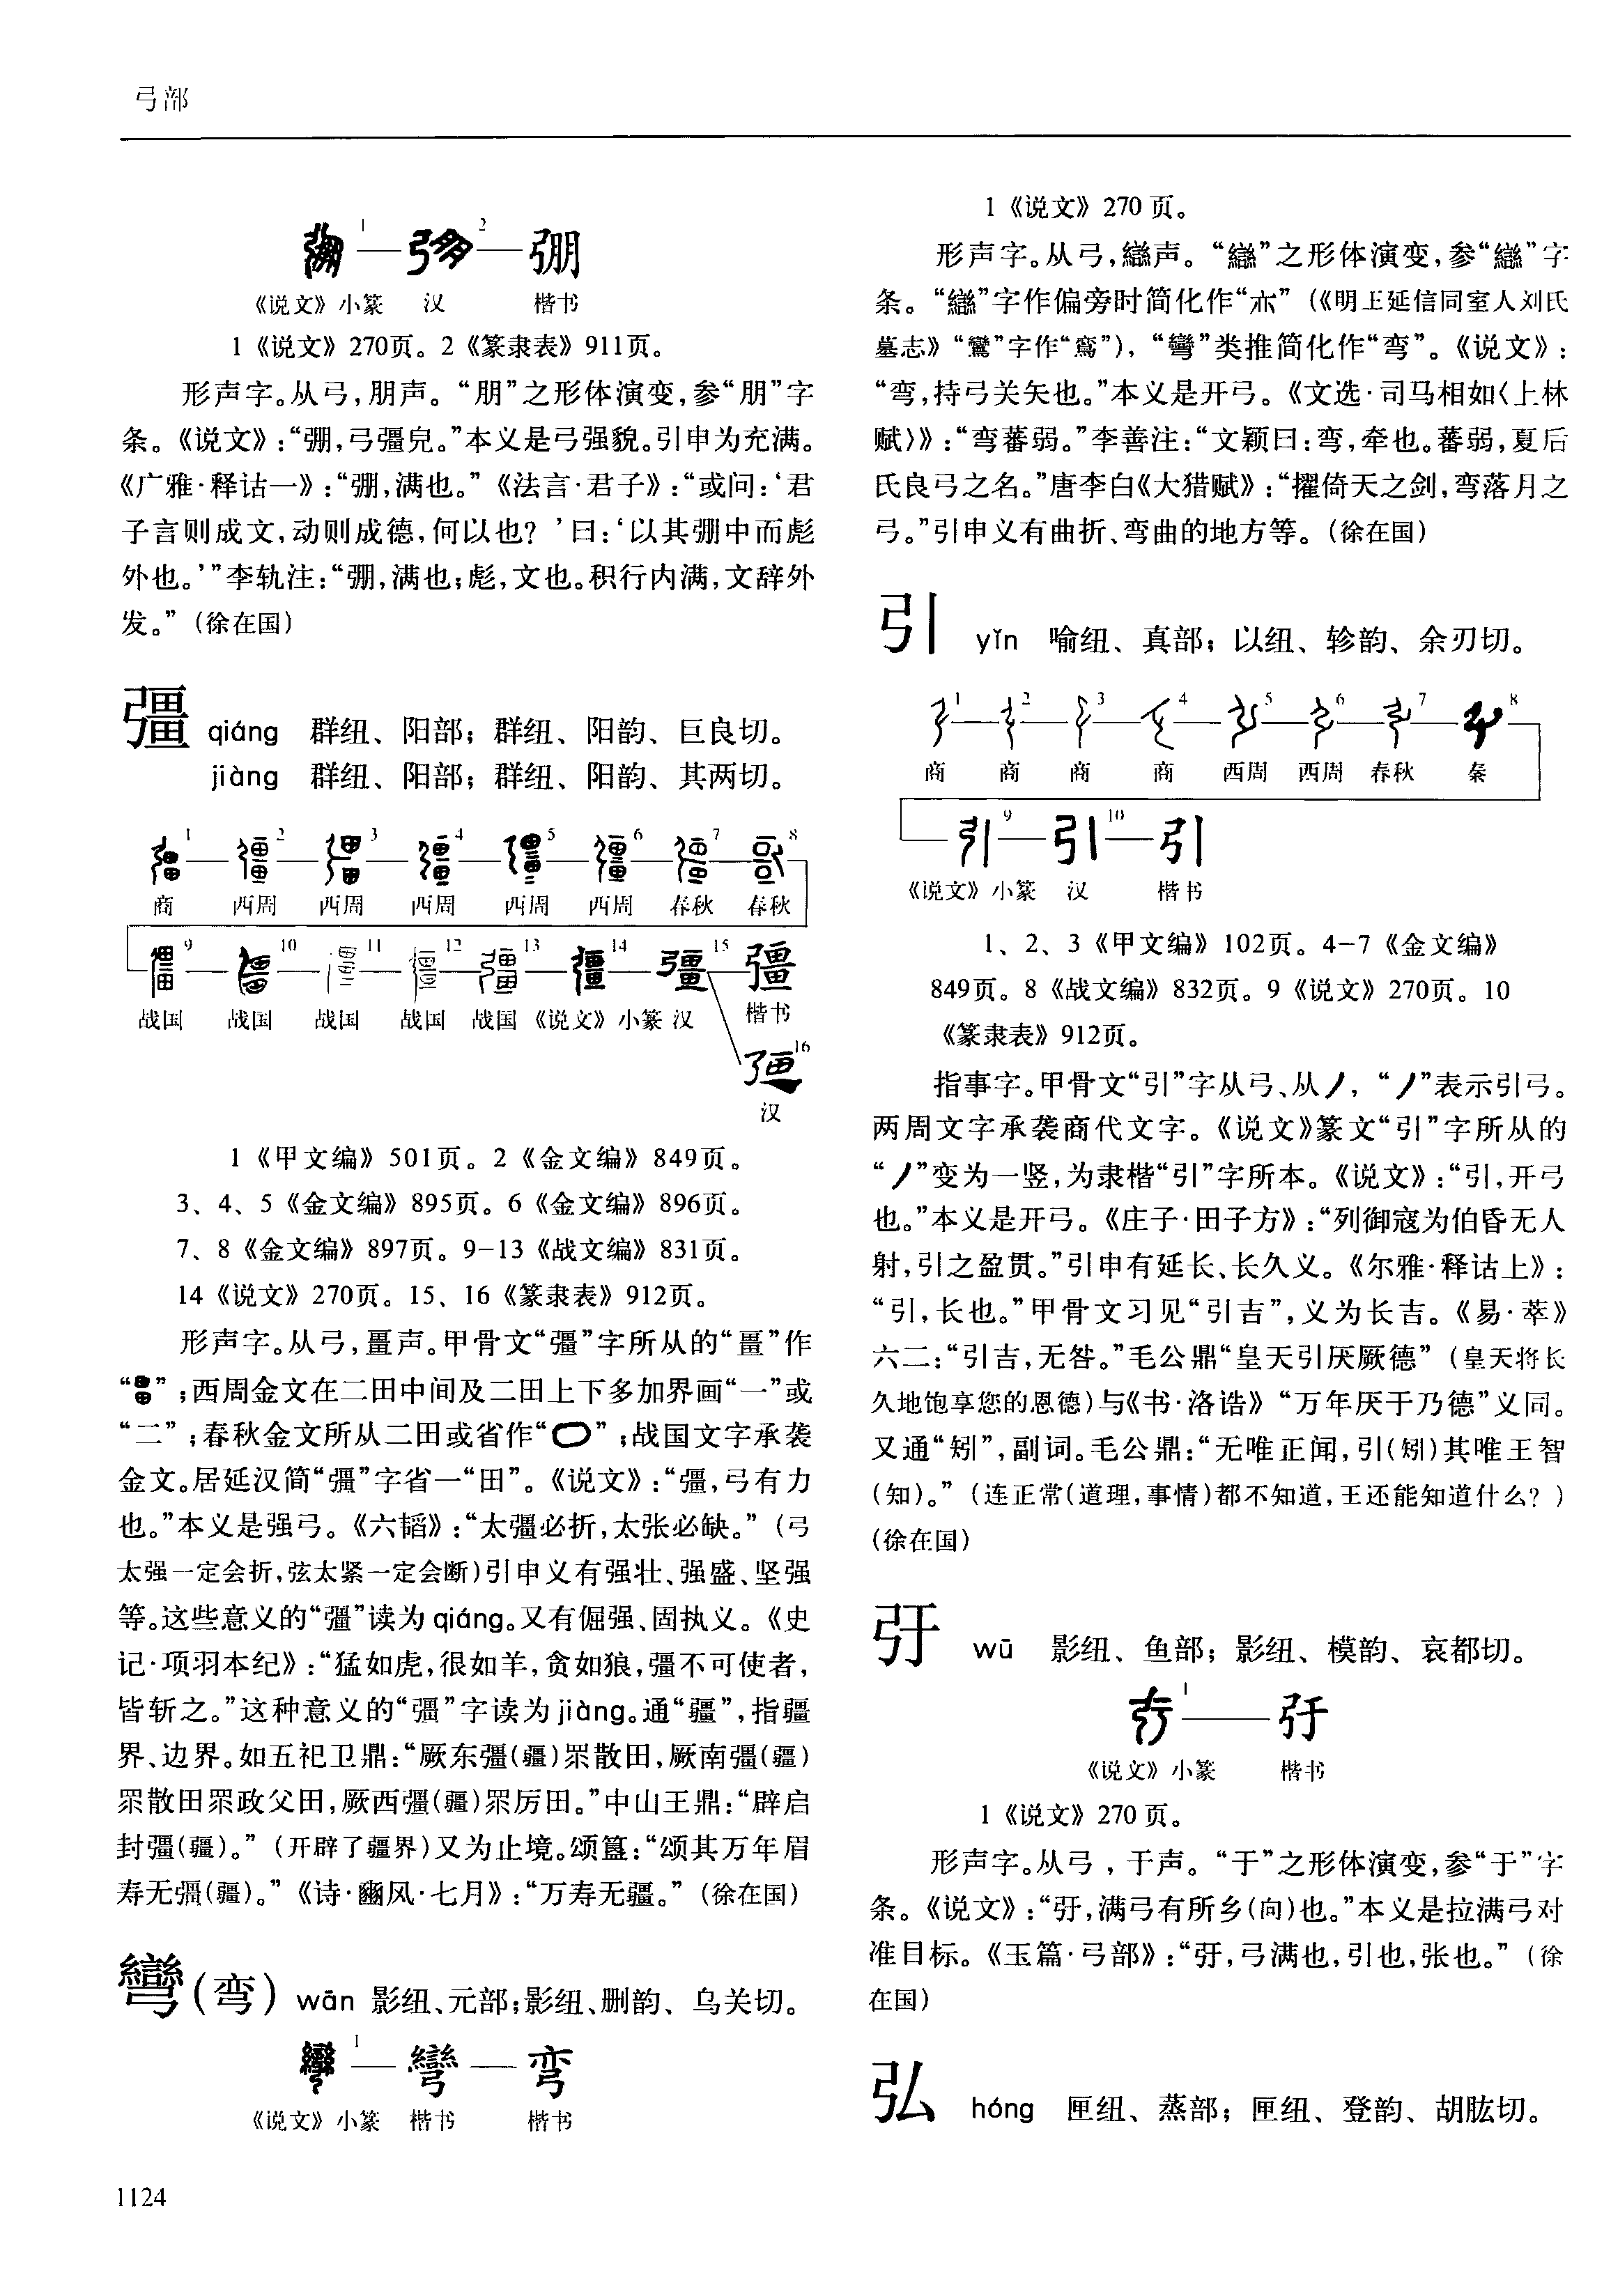 弓部
1 2
弸
《说文》小篆 汉 楷书
1《说文》270页。2《篆隶表》911页。
形声字。从弓,朋声。“朋”之形体演变,参“朋”字
条。《说文》:“弸,弓彊皃。”本义是弓强貌。引申为充满。
《广雅·释诂一》:“弸,满也。”《法言·君子》:“或问:‘君
子言则成文,动则成德,何以也?’曰:‘以其弸中而彪
外也。’”李轨注:“弸,满也;彪,文也。积行内满,文辞外
发。”(徐在国)
彊 qiáng 群纽、阳部;群纽、阳韵、巨良切。
jiàng 群纽、阳部;群纽、阳韵、其两切。
1 2 3 4 5 6 7 8
商 西周 西周 西周 西周 西周 春秋 春秋
9 10 11 12 13 14 15 彊
战国 战国 战国 战国 战国 《说文》小篆 汉 楷书
16
汉
1《甲文编》501页。2《金文编》849页。
3、4、5《金文编》895页。6《金文编》896页。
7、8《金文编》897页。9-13《战文编》831页。
14《说文》270页。15、16《篆隶表》912页。
形声字。从弓,畺声。甲骨文“彊”字所从的“畺”作
“”;西周金文在二田中间及二田上下多加界画“一”或
“二”;春秋金文所从二田或省作“”;战国文字承袭
金文。居延汉简“彊”字省一“田”。《说文》:“彊,弓有力
也。”本义是强弓。《六韬》:“太彊必折,太张必缺。”(弓
太强一定会折,弦太紧一定会断)引申义有强壮、强盛、坚强
等。这些意义的“彊”读为qiáng。又有倔强、固执义。《史
记·项羽本纪》:“猛如虎,很如羊,贪如狼,彊不可使者,
皆斩之。”这种意义的“彊”字读为jiàng。通“疆”,指疆
界、边界。如五祀卫鼎:“厥东彊(疆)眔散田,厥南彊(疆)
眔散田眔政父田,厥西彊(疆)眔厉田。”中山王鼎:“辟启
封彊(疆)。”(开辟了疆界)又为止境。颂簋:“颂其万年眉
寿无彊(疆)。”《诗·豳风·七月》:“万寿无疆。”(徐在国)
彎(弯) wān 影纽、元部;影纽、删韵、乌关切。
1 彎 弯
《说文》小篆 楷书 楷书
1124
1《说文》270页。
形声字。从弓,䜌声。“䜌”之形体演变,参“䜌”字
条。“䜌”字作偏旁时简化作“亦”(《明王延信同室人刘氏
墓志》“鸞”字作“鵉”),“彎”类推简化作“弯”。《说文》:
“弯,持弓关矢也。”本义是开弓。《文选·司马相如〈上林
赋〉》:“弯蕃弱。”李善注:“文颖曰:弯,牵也。蕃弱,夏后
氏良弓之名。”唐李白《大猎赋》:“擢倚天之剑,弯落月之
弓。”引申义有曲折、弯曲的地方等。(徐在国)
引 yǐn 喻纽、真部;以纽、轸韵、余刃切。
1 2 3 4 5 6 7 8
商 商 商 商 西周 西周 春秋 秦
9 10 引
《说文》小篆 汉 楷书
1、2、3《甲文编》102页。4-7《金文编》
849页。8《战文编》832页。9《说文》270页。10
《篆隶表》912页。
指事字。甲骨文“引”字从弓、从丿,“丿”表示引弓。
两周文字承袭商代文字。《说文》篆文“引”字所从的
“丿”变为一竖,为隶楷“引”字所本。《说文》:“引,开弓
也。”本义是开弓。《庄子·田子方》:“列御寇为伯昏无人
射,引之盈贯。”引申有延长、长久义。《尔雅·释诂上》:
“引,长也。”甲骨文习见“引吉”,义为长吉。《易·萃》
六二:“引吉,无咎。”毛公鼎“皇天引厌厥德”(皇天将长
久地饱享您的恩德)与《书·洛诰》“万年厌于乃德”义同。
又通“矧”,副词。毛公鼎:“无唯正闻,引(矧)其唯王智
(知)。”(连正常(道理,事情)都不知道,王还能知道什么?)
(徐在国)
弙 wū 影纽、鱼部;影纽、模韵、哀都切。
1 弙
《说文》小篆 楷书
1《说文》270页。
形声字。从弓,于声。“于”之形体演变,参“于”字
条。《说文》:“弙,满弓有所乡(向)也。”本义是拉满弓对
准目标。《玉篇·弓部》:“弙,弓满也,引也,张也。”(徐
在国)
弘 hóng 匣纽、蒸部;匣纽、登韵、胡肱切。